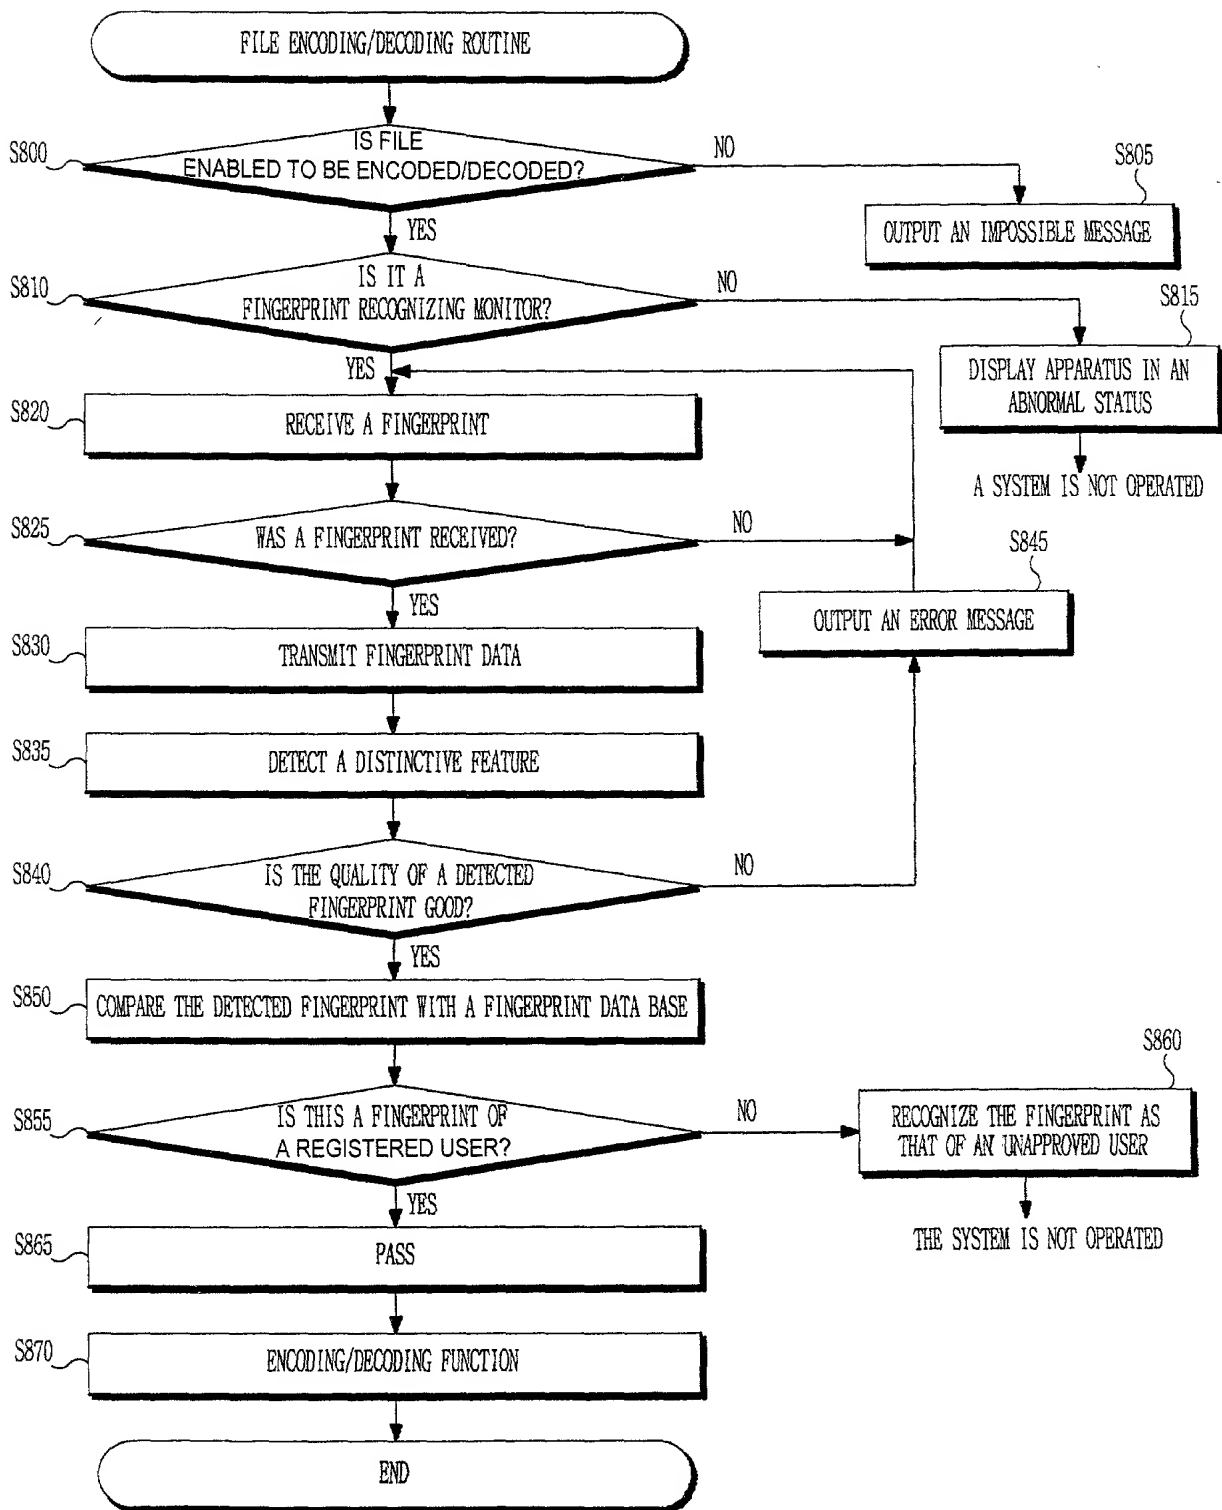 FILE ENCODING/DECODING ROUTINE
S800
IS FILE
ENABLED TO BE ENCODED/DECODED?
NO
S805
OUTPUT AN IMPOSSIBLE MESSAGE
YES
S810
IS IT A
FINGERPRINT RECOGNIZING MONITOR?
NO
S815
DISPLAY APPARATUS IN AN
ABNORMAL STATUS
A SYSTEM IS NOT OPERATED
YES
S820
RECEIVE A FINGERPRINT
S825
WAS A FINGERPRINT RECEIVED?
NO
YES
S845
OUTPUT AN ERROR MESSAGE
S830
TRANSMIT FINGERPRINT DATA
S835
DETECT A DISTINCTIVE FEATURE
S840
IS THE QUALITY OF A DETECTED
FINGERPRINT GOOD?
NO
YES
S850
COMPARE THE DETECTED FINGERPRINT WITH A FINGERPRINT DATA BASE
S855
IS THIS A FINGERPRINT OF
A REGISTERED USER?
NO
S860
RECOGNIZE THE FINGERPRINT AS
THAT OF AN UNAPPROVED USER
THE SYSTEM IS NOT OPERATED
YES
S865
PASS
S870
ENCODING/DECODING FUNCTION
END